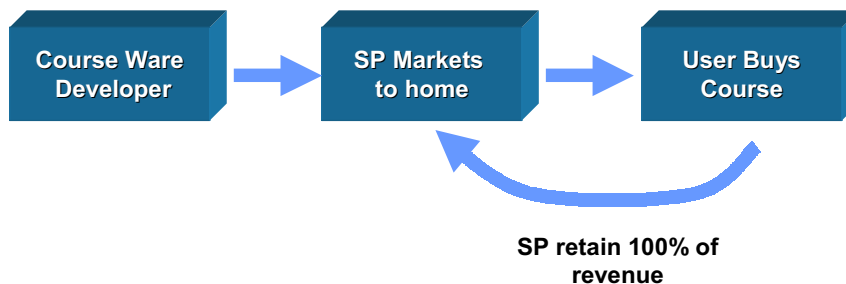 Course Ware
Developer
SP Markets
to home
User Buys
Course
SP retain 100% of
revenue